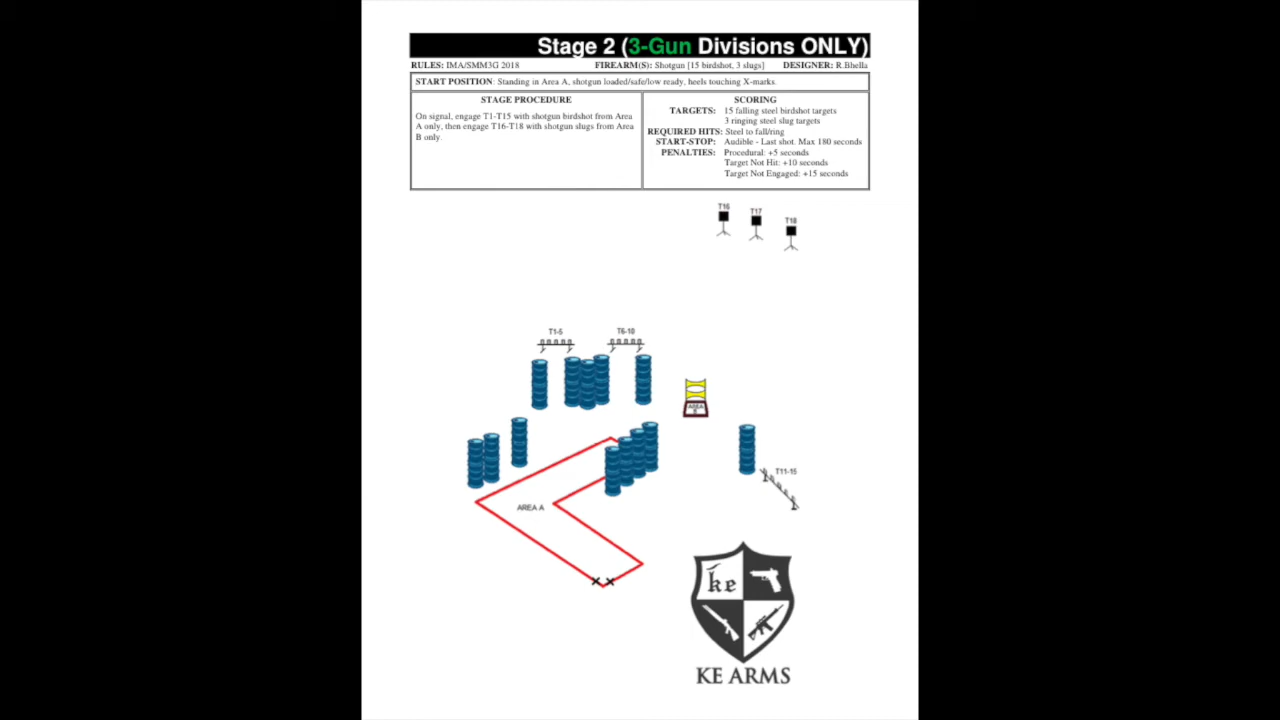 Stage 2 (3-Gun Divisions ONLY)
RULES: IMA/SMM3G 2018 FIREARM(S): Shotgun [15 birdshot, 3 slugs] DESIGNER: R.Bhella
START POSITION: Standing in Area A, shotgun loaded/safe/low ready, heels touching X-marks.
STAGE PROCEDURE
On signal, engage T1-T15 with shotgun birdshot from Area
A only, then engage T16-T18 with shotgun slugs from Area
B only.
SCORING
TARGETS: 15 falling steel birdshot targets
3 ringing steel slug targets
REQUIRED HITS: Steel to fall/ring
START-STOP: Audible - Last shot. Max 180 seconds
PENALTIES: Procedural: +5 seconds
Target Not Hit: +10 seconds
Target Not Engaged: +15 seconds
T16
T17
T18
T1-5
T6-10
AREA
B
T11-15
AREA A
ke
KE ARMS